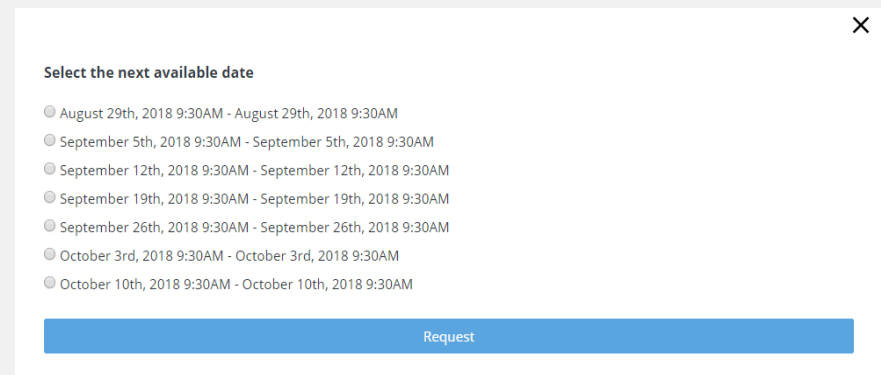 Select the next available date
August 29th, 2018 9:30AM - August 29th, 2018 9:30AM
September 5th, 2018 9:30AM - September 5th, 2018 9:30AM
September 12th, 2018 9:30AM - September 12th, 2018 9:30AM
September 19th, 2018 9:30AM - September 19th, 2018 9:30AM
September 26th, 2018 9:30AM - September 26th, 2018 9:30AM
October 3rd, 2018 9:30AM - October 3rd, 2018 9:30AM
October 10th, 2018 9:30AM - October 10th, 2018 9:30AM
Request